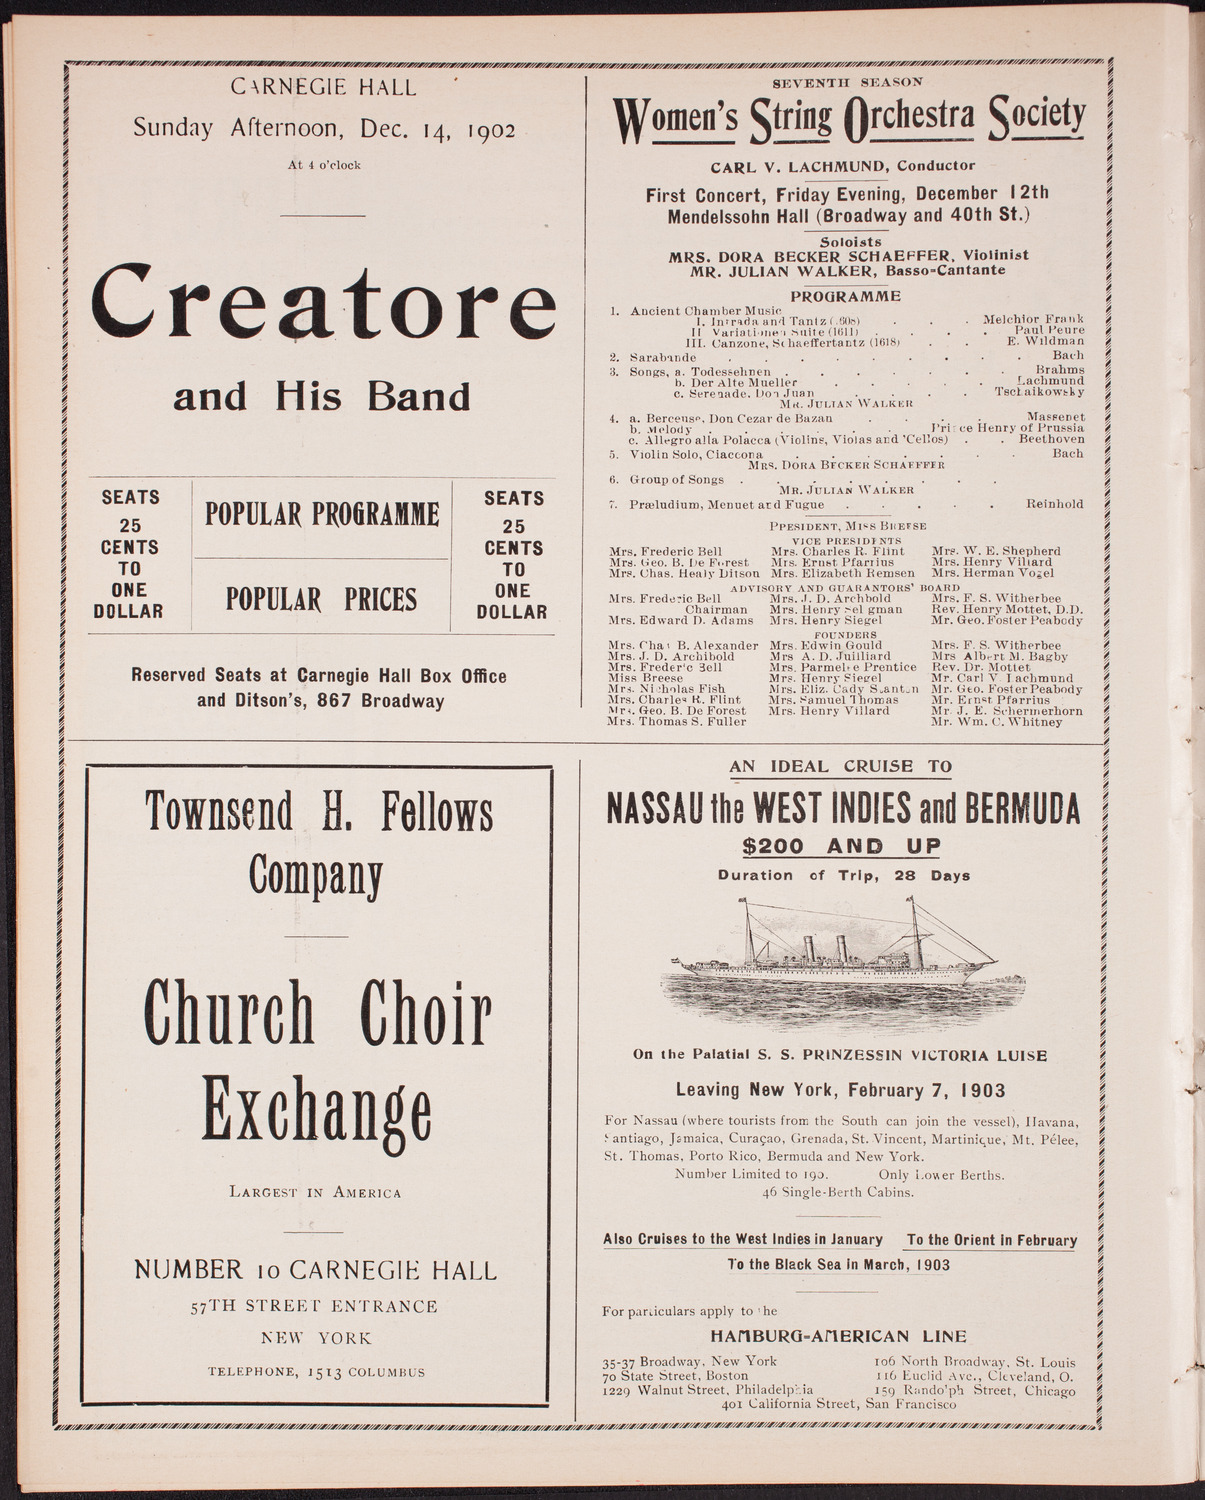 CARNEGIE HALL
Sunday Afternoon, Dec. 14, 1902
At 4 o'clock
Creatore
and His Band
SEATS
25
CENTS
TO
ONE
DOLLAR
POPULAR PROGRAMME
POPULAR PRICES
SEATS
25
CENTS
TO
ONE
DOLLAR
Reserved Seats at Carnegie Hall Box Office
and Ditson's, 867 Broadway
SEVENTH SEASON
Women's String Orchestra Society
CARL V. LACHMUND, Conductor
First Concert, Friday Evening, December 12th
Mendelssohn Hall (Broadway and 40th St.)
Soloists
MRS. DORA BECKER SCHAEFFER, Violinist
MR. JULIAN WALKER, Basso-Cantante
PROGRAMME
1. Ancient Chamber Music
I. Intrada and Tantz (1608) . . . Melchior Frank
II Variationen Suite (1611) . . . . Paul Peure
III. Canzone, Schaeffertantz (1618) . . . E. Wildman
2. Sarabande . . . . . . . . . Bach
3. Songs, a. Todessehnen . . . . . . . Brahms
b. Der Alte Mueller . . . . . Lachmund
c. Serenade, Don Juan . . . . Tschaikowsky
MR. JULIAN WALKER
4. a. Berceuse, Don Cezar de Bazan . . . . Massenet
b. Melody . . . . . . Prince Henry of Prussia
c. Allegro alla Polacca (Violins, Violas and 'Cellos) . . Beethoven
5. Violin Solo, Ciaccona . . . . . . . Bach
MRS. DORA BECKER SCHAEFFER
6. Group of Songs . . . . . . . .
MR. JULIAN WALKER
7. Præludium, Menuet and Fugue . . . . . Reinhold
PRESIDENT, MISS BREESE
VICE PRESIDENTS
Mrs. Frederic Bell Mrs. Charles R. Flint Mrs. W. E. Shepherd
Mrs. Geo. B. De Forest Mrs. Ernst Pfarrius Mrs. Henry Villard
Mrs. Chas. Healy Ditson Mrs. Elizabeth Remsen Mrs. Herman Vogel
ADVISORY AND GUARANTORS' BOARD
Mrs. Frederic Bell Mrs. J. D. Archbold Mrs. F. S. Witherbee
Chairman Mrs. Henry Seligman Rev. Henry Mottet, D.D.
Mrs. Edward D. Adams Mrs. Henry Siegel Mr. Geo. Foster Peabody
FOUNDERS
Mrs. Chas B. Alexander Mrs. Edwin Gould Mrs. F. S. Witherbee
Mrs. J. D. Archibold Mrs A. D. Juilliard Mrs Albert M. Bagby
Mrs. Frederic Bell Mrs. Parmelee Prentice Rev. Dr. Mottet
Miss Breese Mrs. Henry Siegel Mr. Carl V Lachmund
Mrs. Nicholas Fish Mrs. Eliz. Cady Stanton Mr. Geo. Foster Peabody
Mrs. Charles R. Flint Mrs. Samuel Thomas Mr. Ernst Pfarrius
Mrs. Geo. B. De Forest Mrs. Henry Villard Mr. J. E. Schermerhorn
Mrs. Thomas S. Fuller Mr. Wm. C. Whitney
Townsend H. Fellows
Company
Church Choir
Exchange
LARGEST IN AMERICA
NUMBER 10 CARNEGIE HALL
57TH STREET ENTRANCE
NEW YORK
TELEPHONE, 1513 COLUMBUS
AN IDEAL CRUISE TO
NASSAU the WEST INDIES and BERMUDA
$200 AND UP
Duration of Trip, 28 Days
On the Palatial S. S. PRINZESSIN VICTORIA LUISE
Leaving New York, February 7, 1903
For Nassau (where tourists from the South can join the vessel), Havana,
Santiago, Jamaica, Curaçao, Grenada, St. Vincent, Martinique, Mt. Pélee,
St. Thomas, Porto Rico, Bermuda and New York.
Number Limited to 190. Only Lower Berths.
46 Single-Berth Cabins.
Also Cruises to the West Indies in January To the Orient in February
To the Black Sea in March, 1903
For particulars apply to the
HAMBURG-AMERICAN LINE
35-37 Broadway, New York 106 North Broadway, St. Louis
70 State Street, Boston 116 Euclid Ave., Cleveland, O.
1229 Walnut Street, Philadelphia 159 Randolph Street, Chicago
401 California Street, San Francisco